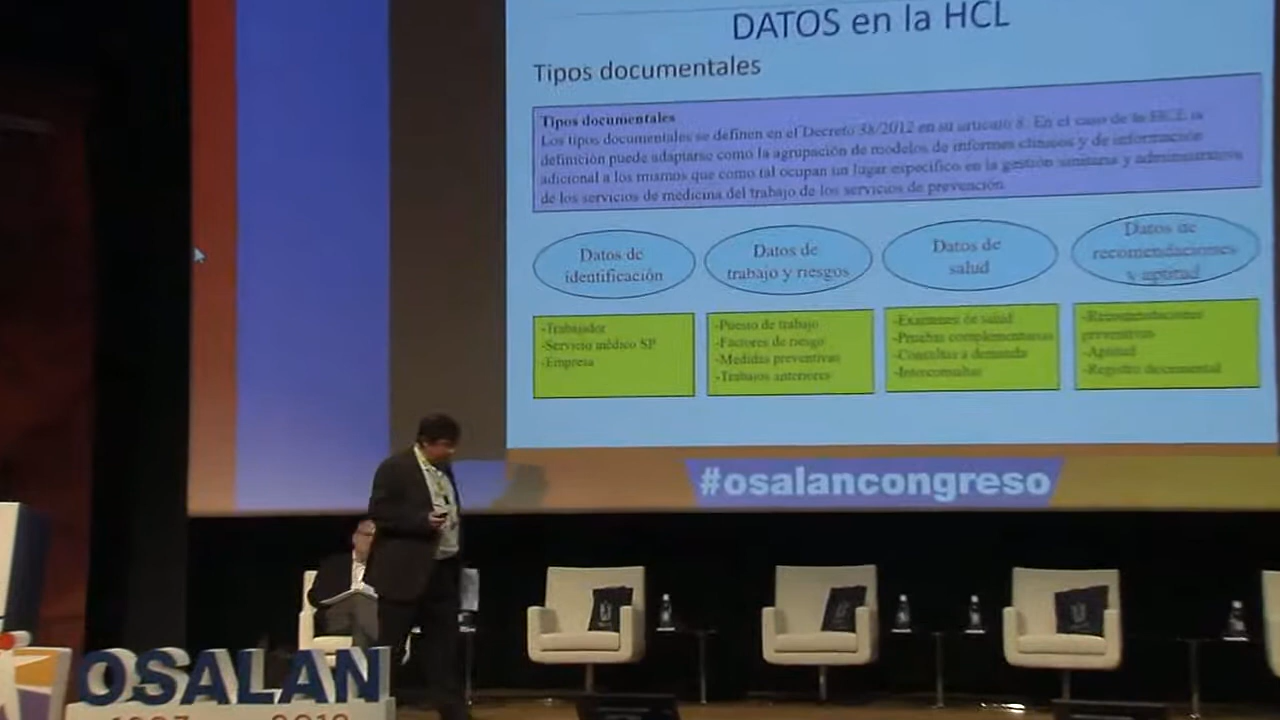 DATOS en la HCL
Tipos documentales
Tipos documentales
Los tipos documentales se definen en el Decreto 38/2012 en su artículo 8. En el caso de la HCL la
definición puede adaptarse como la agrupación de modelos de informes clínicos y de información
adicional a los mismos que como tal ocupan un lugar específico en la gestión sanitaria y administrativa
de los servicios de medicina del trabajo de los servicios de prevención
Datos de
identificación
Datos de
trabajo y riesgos
Datos de
salud
Datos de
recomendaciones
y aptitud
-Trabajador
-Servicio médico SP
-Empresa
-Puesto de trabajo
-Factores de riesgo
-Medidas preventivas
-Trabajos anteriores
-Exámenes de salud
-Pruebas complementarias
-Consultas a demanda
-Interconsultas
-Recomendaciones
preventivas
-Aptitud
-Registro documental
#osalancongreso
OSALAN